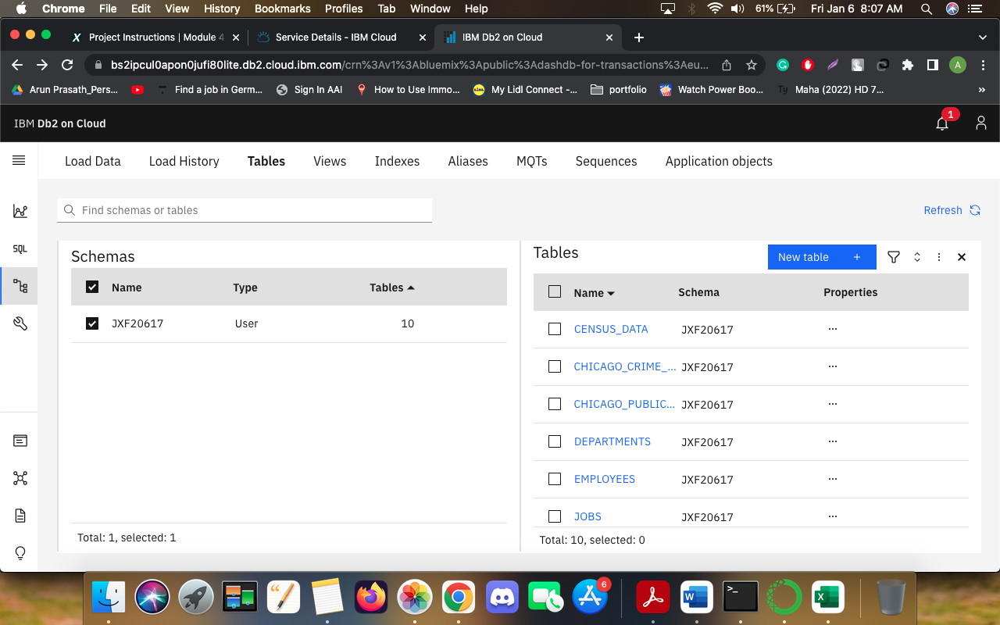 Chrome File Edit View History Bookmarks Profiles Tab Window Help 61% Fri Jan 6 8:07 AM
Project Instructions | Module 4 Service Details - IBM Cloud IBM Db2 on Cloud
bs2ipcul0apon0jufi80lite.db2.cloud.ibm.com/crn%3Av1%3Abluemix%3Apublic%3Adashdb-for-transactions%3Aeu... A
Arun Prasath_Pers... Find a job in Germ... Sign In AAI How to Use Immo... My Lidl Connect -... portfolio Watch Power Boo... Ty Maha (2022) HD 7... »
IBM Db2 on Cloud 1
Load Data Load History Tables Views Indexes Aliases MQTs Sequences Application objects
Find schemas or tables Refresh
SQL
Schemas
Name Type Tables
JXF20617 User 10
Total: 1, selected: 1
Tables New table +
Name Schema Properties
CENSUS_DATA JXF20617 ...
CHICAGO_CRIME_... JXF20617 ...
CHICAGO_PUBLIC... JXF20617 ...
DEPARTMENTS JXF20617 ...
EMPLOYEES JXF20617 ...
JOBS JXF20617 ...
Total: 10, selected: 0
6